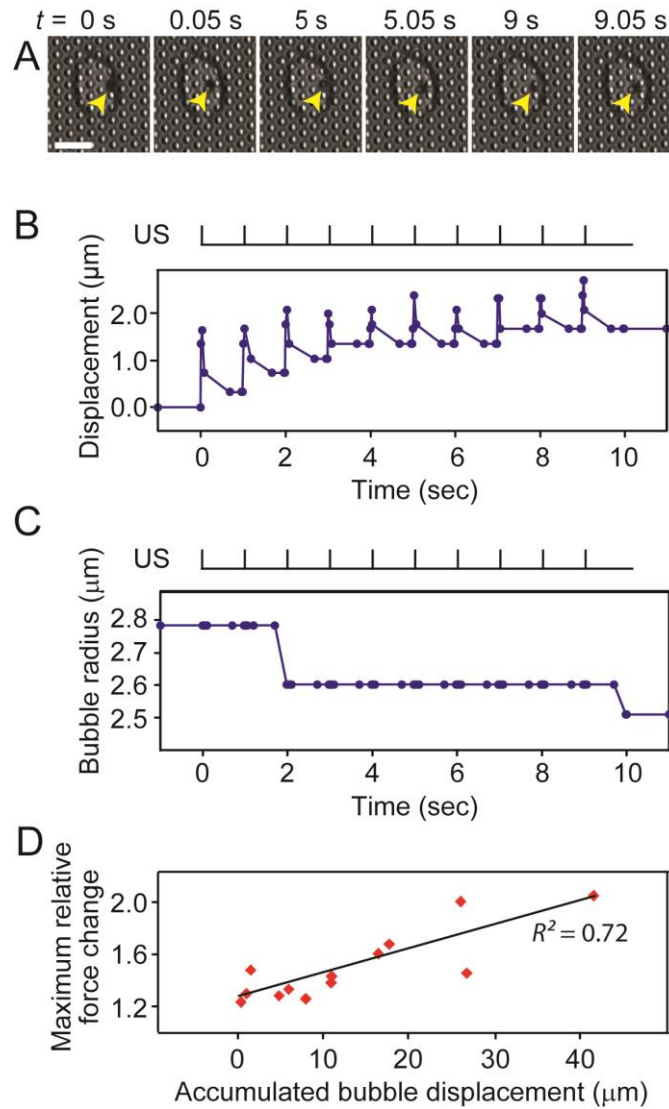 t = 0 s 0.05 s 5 s 5.05 s 9 s 9.05 s
A
B
US
Displacement (μm)
2.0
1.0
0.0
0 2 4 6 8 10
Time (sec)
C
US
Bubble radius (μm)
2.8
2.7
2.6
2.5
0 2 4 6 8 10
Time (sec)
D
Maximum relative
force change
2.0
1.6
1.2
R² = 0.72
0 10 20 30 40
Accumulated bubble displacement (μm)